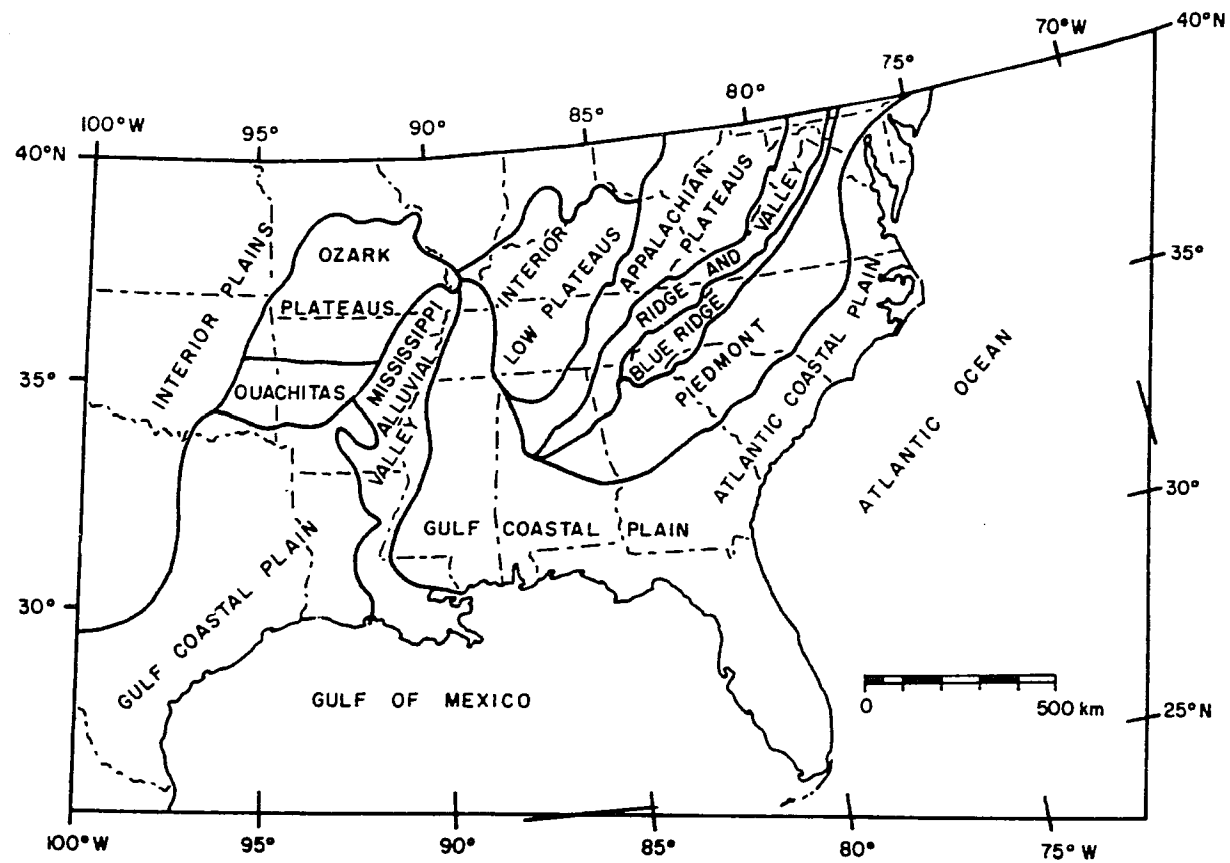 70°W
40°N
75°
80°
85°
90°
95°
100°W
40°N
INTERIOR PLAINS
OZARK
PLATEAUS
OUACHITAS
MISSISSIPPI
ALLUVIAL
VALLEY
INTERIOR
LOW PLATEAUS
APPALACHIAN
PLATEAUS
RIDGE AND VALLEY
BLUE RIDGE
PIEDMONT
ATLANTIC COASTAL PLAIN
ATLANTIC OCEAN
35°N
35°N
30°N
GULF COASTAL PLAIN
GULF COASTAL PLAIN
30°N
GULF OF MEXICO
0 500 km
25°N
100°W
95°
90°
85°
80°
75°W